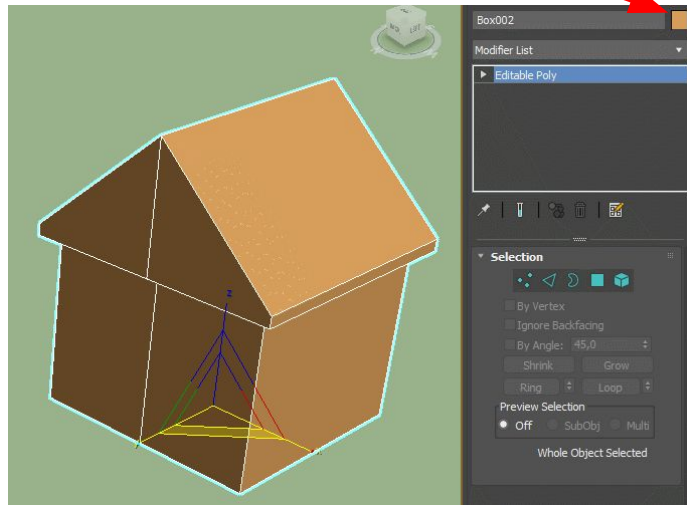 Box002
Modifier List
Editable Poly
Selection
By Vertex
Ignore Backfacing
By Angle: 45,0
Shrink Grow
Ring Loop
Preview Selection
Off SubObj Multi
Whole Object Selected
z